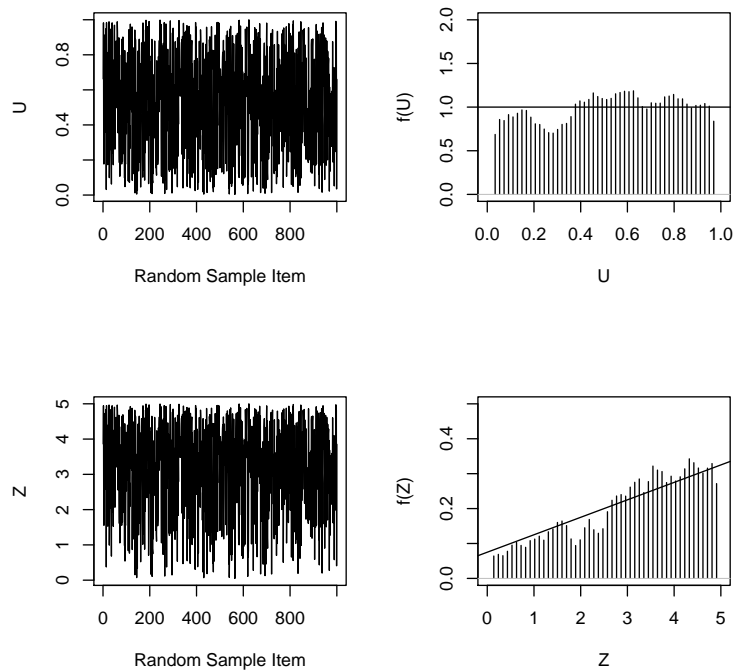 0.0 0.4 0.8
U
0 200 400 600 800
Random Sample Item
0.0 0.5 1.0 1.5 2.0
f(U)
0.0 0.2 0.4 0.6 0.8 1.0
U
0 1 2 3 4 5
Z
0 200 400 600 800
Random Sample Item
0.0 0.2 0.4
f(Z)
0 1 2 3 4 5
Z